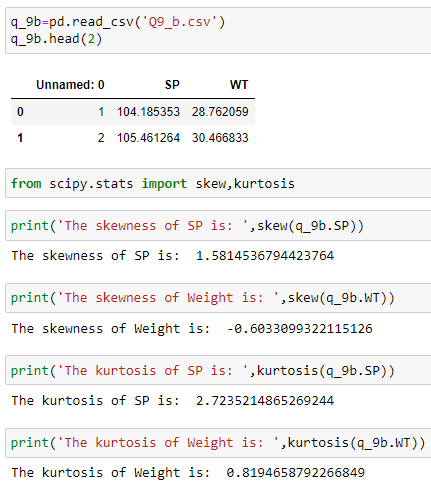 q_9b=pd.read_csv('Q9_b.csv')
q_9b.head(2)
Unnamed: 0 SP WT
0 1 104.185353 28.762059
1 2 105.461264 30.466833
from scipy.stats import skew,kurtosis
print('The skewness of SP is: ',skew(q_9b.SP))
The skewness of SP is:  1.5814536794423764
print('The skewness of Weight is: ',skew(q_9b.WT))
The skewness of Weight is:  -0.6033099322115126
print('The kurtosis of SP is: ',kurtosis(q_9b.SP))
The kurtosis of SP is:  2.7235214865269244
print('The kurtosis of Weight is: ',kurtosis(q_9b.WT))
The kurtosis of Weight is:  0.8194658792266849